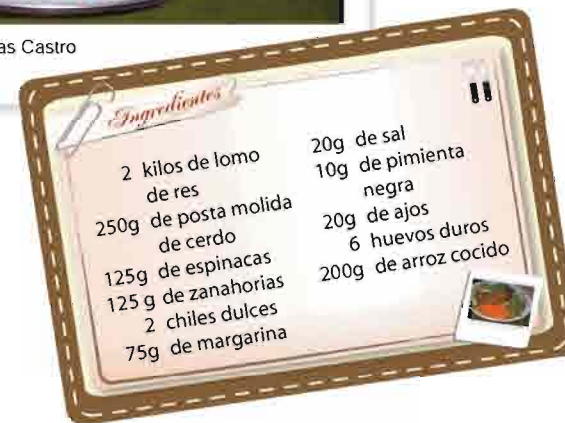 as Castro
Ingredientes
2 kilos de lomo
de res
250g de posta molida
de cerdo
125g de espinacas
125 g de zanahorias
2 chiles dulces
75g de margarina
20g de sal
10g de pimienta
negra
20g de ajos
6 huevos duros
200g de arroz cocido